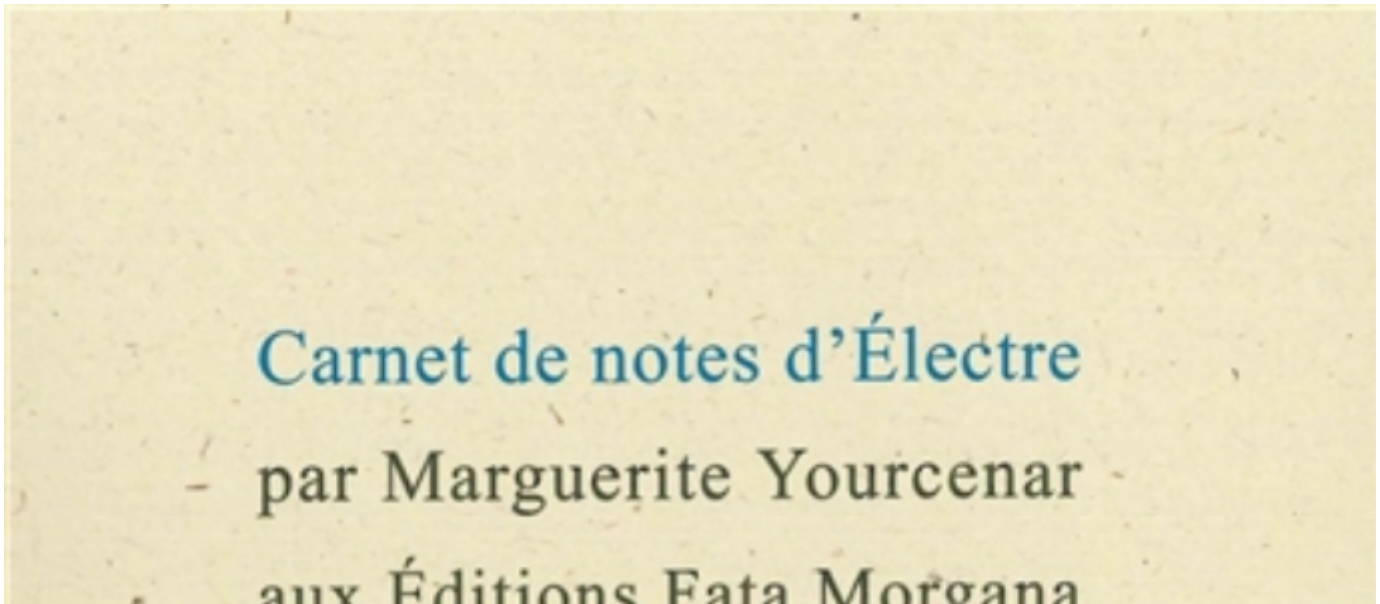 Carnet de notes d’Électre
par Marguerite Yourcenar
aux Éditions Fata Morgana